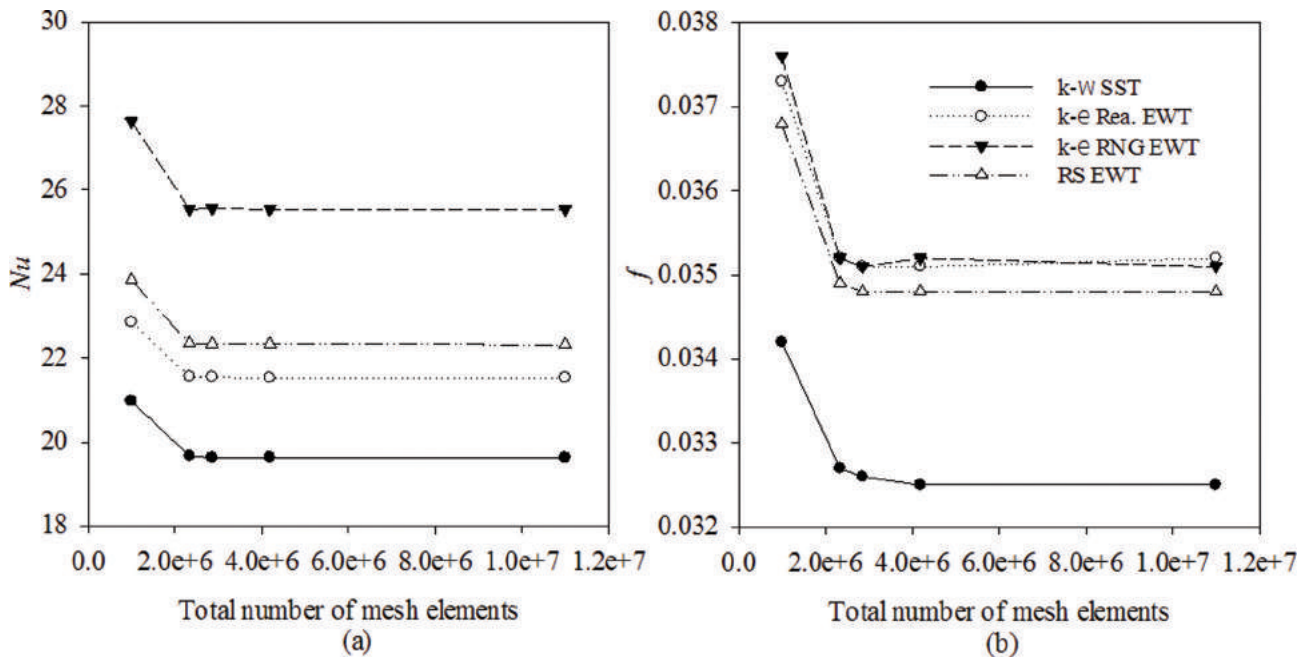 30
28
26
24
22
20
18
Nu
0.0 2.0e+6 4.0e+6 6.0e+6 8.0e+6 1.0e+7 1.2e+7
Total number of mesh elements
(a)
0.038
0.037
0.036
0.035
0.034
0.033
0.032
f
k-w SST
k-e Rea. EWT
k-e RNG EWT
RS EWT
0.0 2.0e+6 4.0e+6 6.0e+6 8.0e+6 1.0e+7 1.2e+7
Total number of mesh elements
(b)